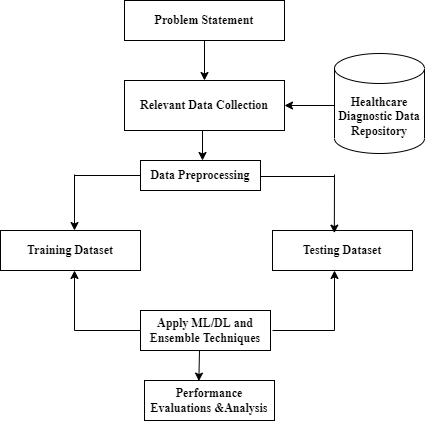 Problem Statement
Relevant Data Collection
Healthcare
Diagnostic Data
Repository
Data Preprocessing
Training Dataset
Testing Dataset
Apply ML/DL and
Ensemble Techniques
Performance
Evaluations &Analysis